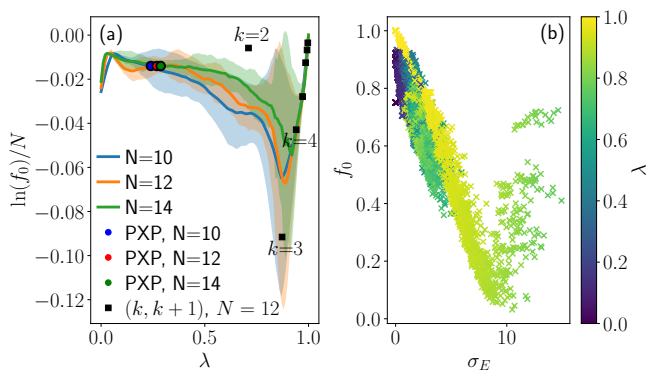 (a)
0.00
−0.02
−0.04
−0.06
−0.08
−0.10
−0.12
ln(f₀)/N
k=2
k=4
k=3
N=10
N=12
N=14
PXP, N=10
PXP, N=12
PXP, N=14
(k, k + 1), N = 12
0.0 0.5 1.0
λ
(b)
1.0
0.8
0.6
0.4
0.2
0.0
f₀
0 10
σ_E
1.0
0.8
0.6
0.4
0.2
0.0
λ